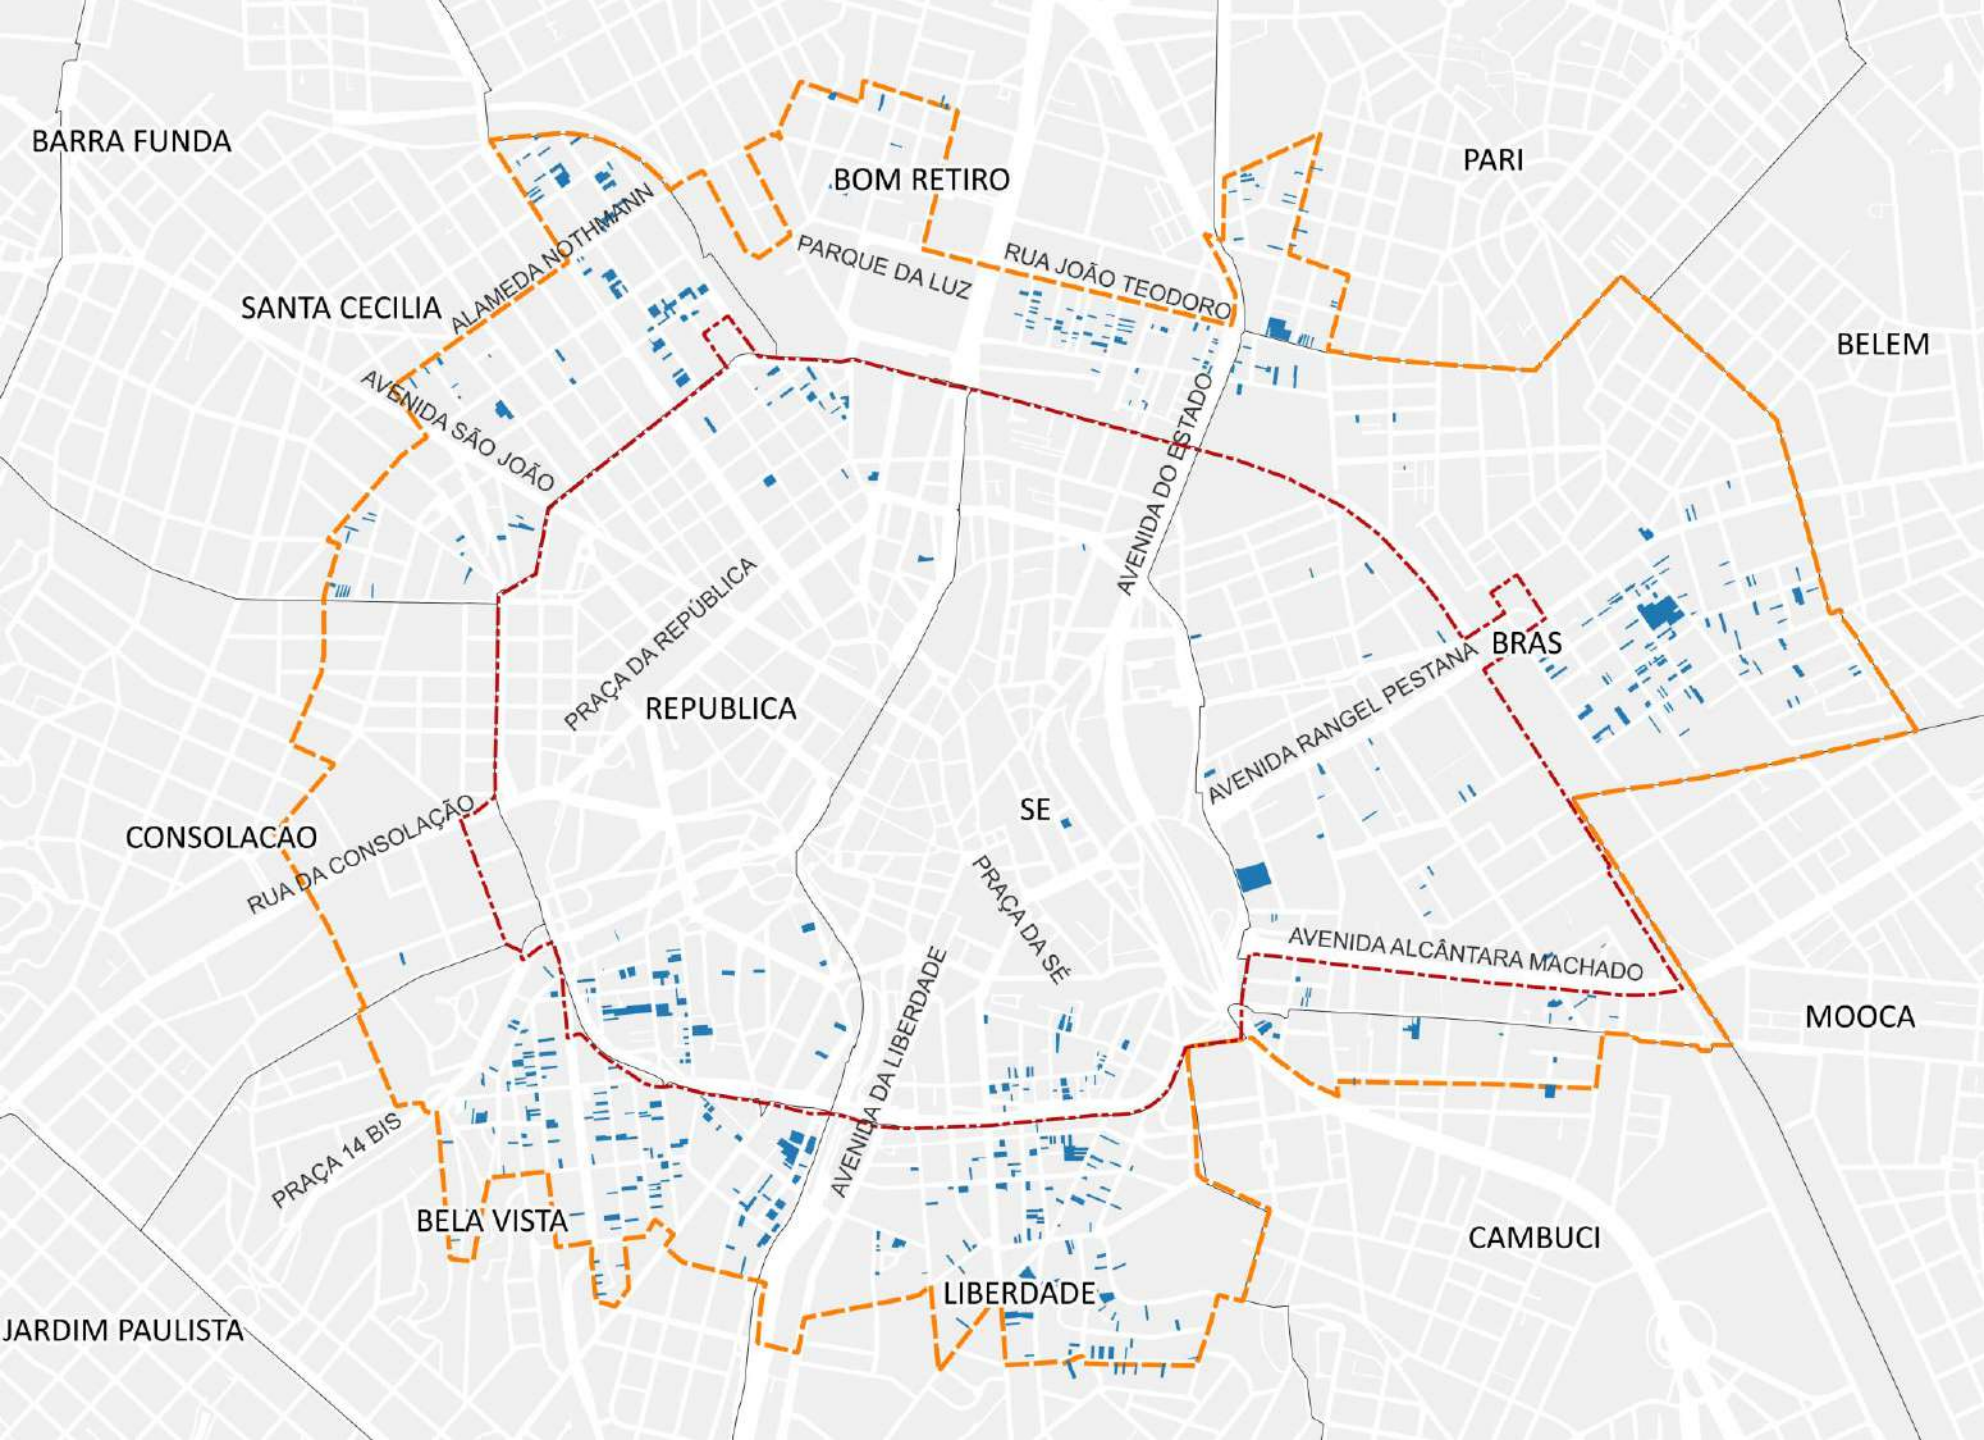 BARRA FUNDA
PARI
BOM RETIRO
ALAMEDA NOTHMANN
PARQUE DA LUZ
RUA JOÃO TEODORO
SANTA CECILIA
BELEM
AVENIDA SÃO JOÃO
AVENIDA DO ESTADO
PRAÇA DA REPÚBLICA
BRAS
REPUBLICA
AVENIDA RANGEL PESTANA
SE
CONSOLACAO
RUA DA CONSOLAÇÃO
PRAÇA DA SÉ
AVENIDA ALCÂNTARA MACHADO
MOOCA
AVENIDA DA LIBERDADE
PRAÇA 14 BIS
BELA VISTA
CAMBUCI
LIBERDADE
JARDIM PAULISTA